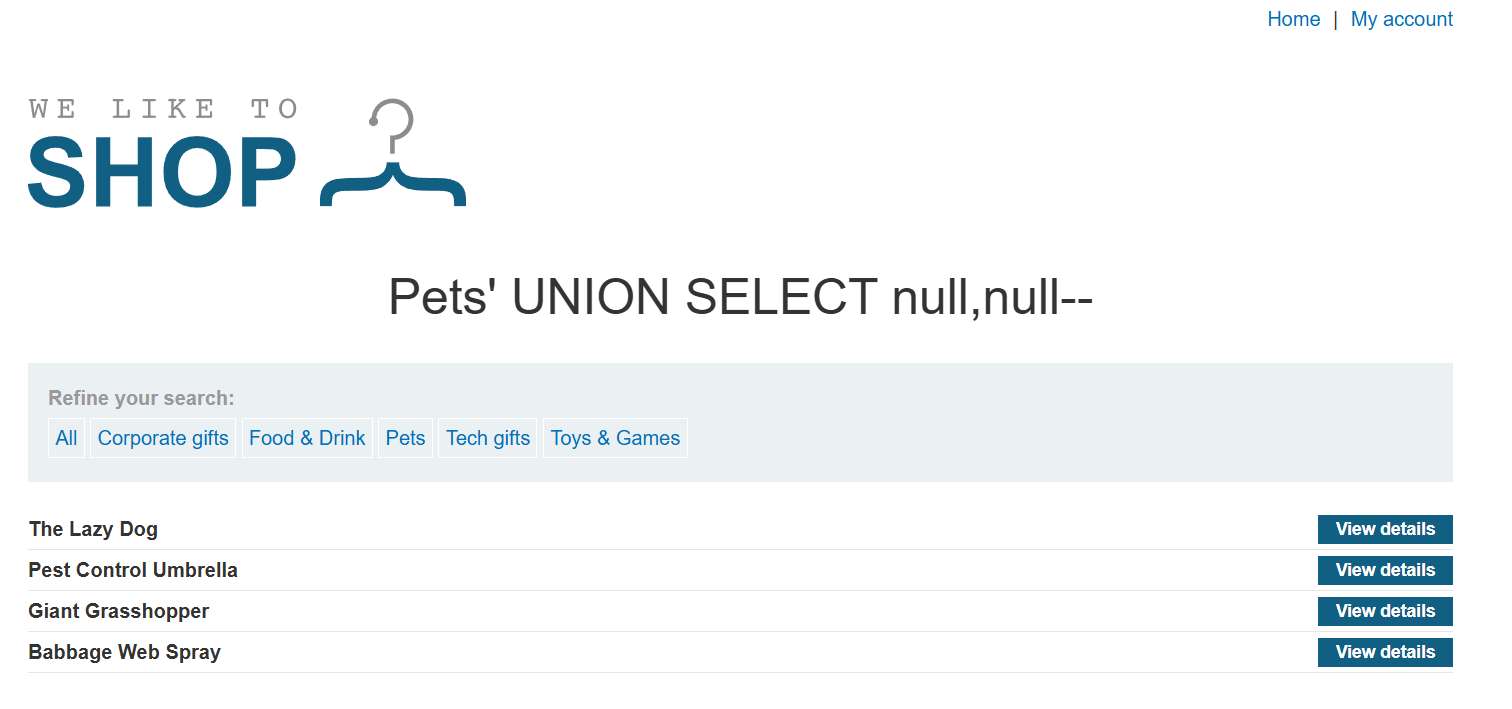 Home | My account
WE LIKE TO
SHOP
Pets' UNION SELECT null,null--
Refine your search:
All Corporate gifts Food & Drink Pets Tech gifts Toys & Games
The Lazy Dog View details
Pest Control Umbrella View details
Giant Grasshopper View details
Babbage Web Spray View details